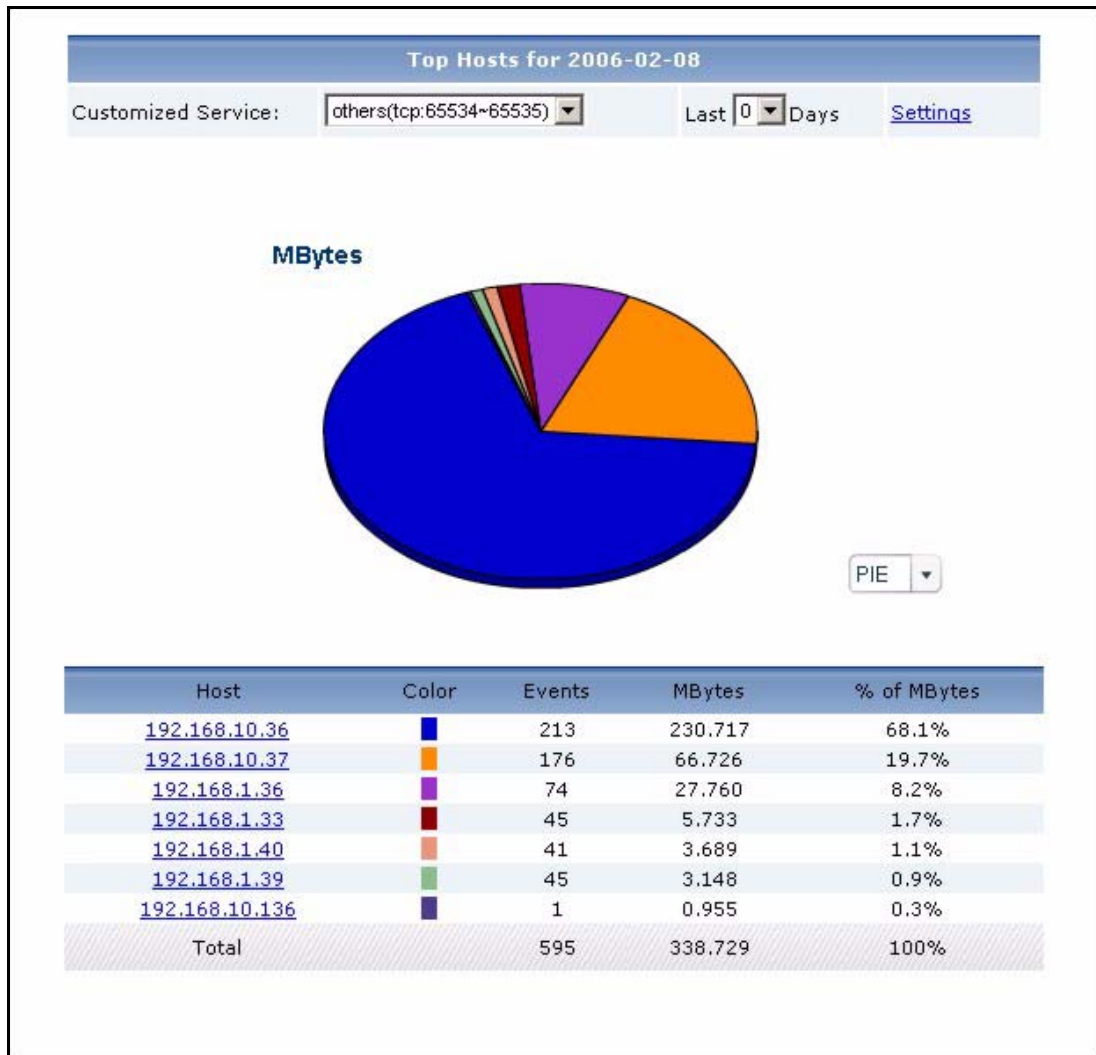 Top Hosts for 2006-02-08
Customized Service: others(tcp:65534~65535) Last 0 Days Settings
MBytes
PIE
Host Color Events MBytes % of MBytes
192.168.10.36 213 230.717 68.1%
192.168.10.37 176 66.726 19.7%
192.168.1.36 74 27.760 8.2%
192.168.1.33 45 5.733 1.7%
192.168.1.40 41 3.689 1.1%
192.168.1.39 45 3.148 0.9%
192.168.10.136 1 0.955 0.3%
Total 595 338.729 100%